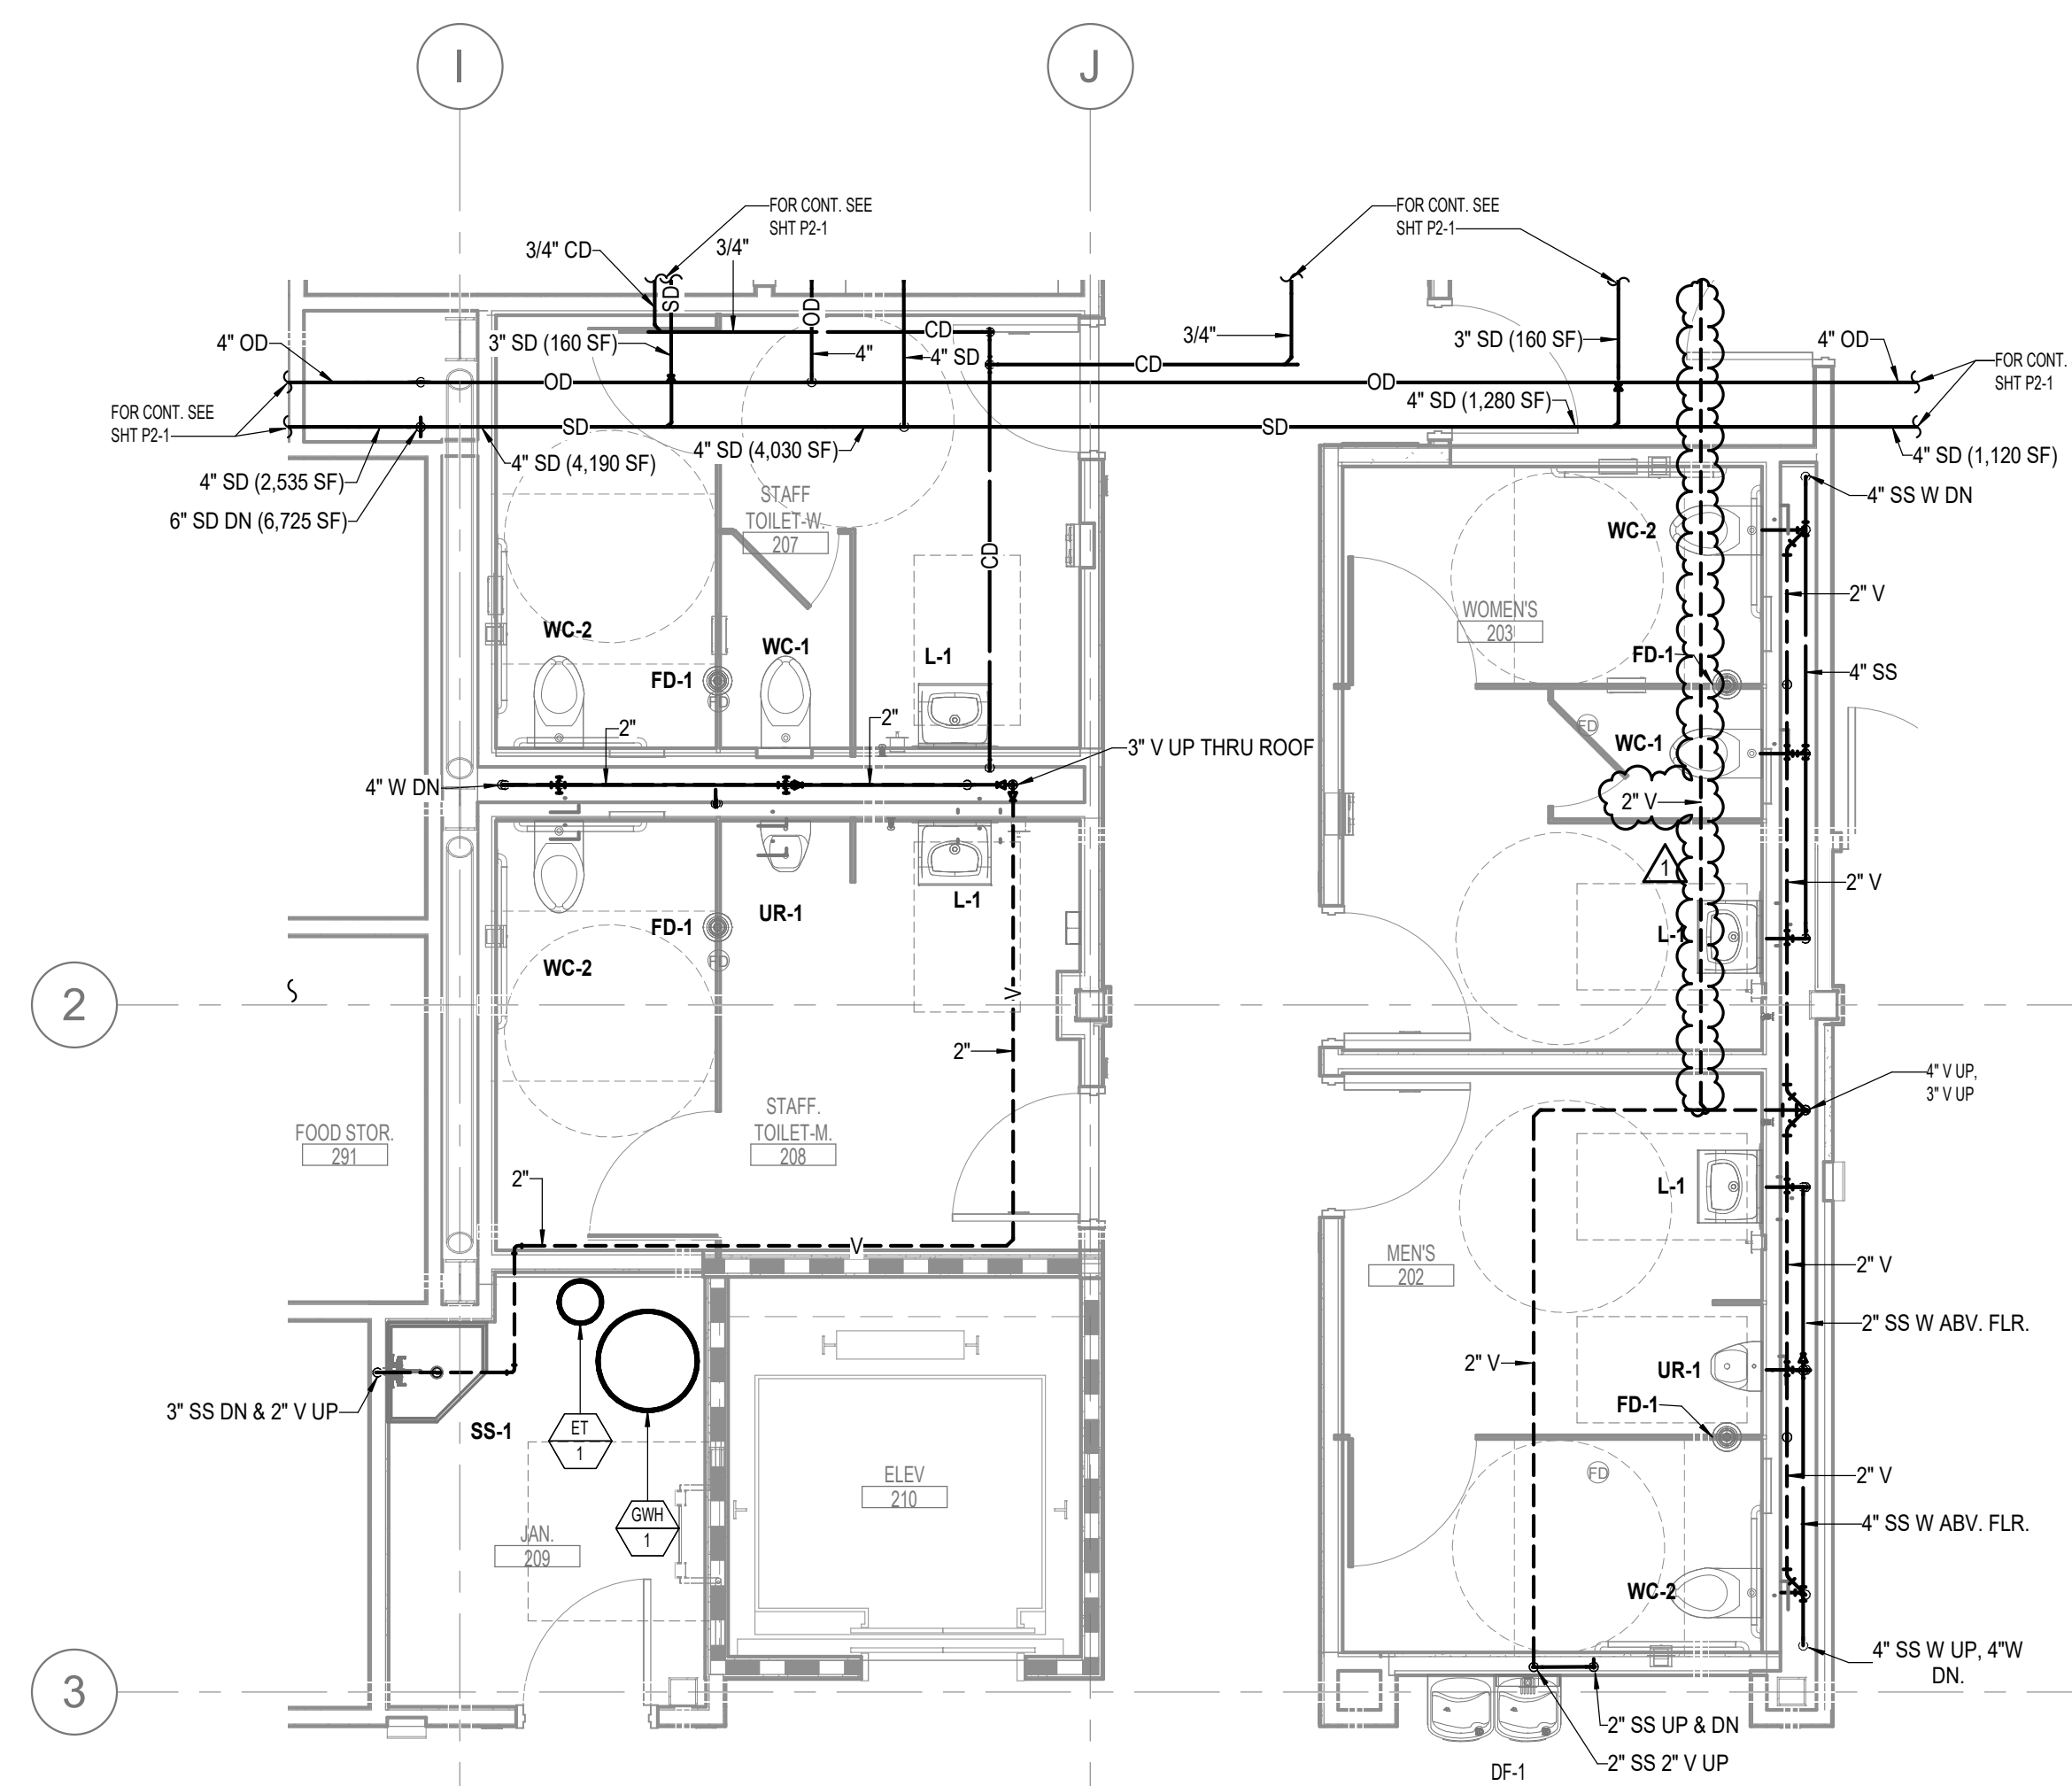 I
J
FOR CONT. SEE
SHT P2-1
FOR CONT. SEE
SHT P2-1
3/4" CD
3/4"
SD
OD
CD
3" SD (160 SF)
4"
4" SD
3/4"
CD
3" SD (160 SF)
4" OD
4" OD
FOR CONT.
SHT P2-1
OD
OD
FOR CONT. SEE
SHT P2-1
SD
4" SD (1,280 SF)
SD
4" SD (4,030 SF)
4" SD (4,190 SF)
4" SD (1,120 SF)
4" SD (2,535 SF)
6" SD DN (6,725 SF)
STAFF
TOILET-W.
207
4" SS W DN
WC-2
CD
2" V
WOMEN'S
203
WC-2
WC-1
L-1
FD-1
FD-1
FD
4" SS
FD
WC-1
2"
2"
3" V UP THRU ROOF
4" W DN
2" V
1
2" V
L-1
UR-1
L-1
FD-1
WC-2
FD
2
V
2"
4" V UP,
3" V UP
STAFF.
TOILET-M.
208
FOOD STOR.
291
2"
L-1
V
MEN'S
202
2" V
2" SS W ABV. FLR.
2" V
UR-1
FD-1
3" SS DN & 2" V UP
SS-1
ET
1
FD
2" V
ELEV
210
GWH
1
4" SS W ABV. FLR.
JAN.
209
WC-2
4" SS W UP, 4"W
DN.
3
2" SS UP & DN
2" SS 2" V UP
DF-1